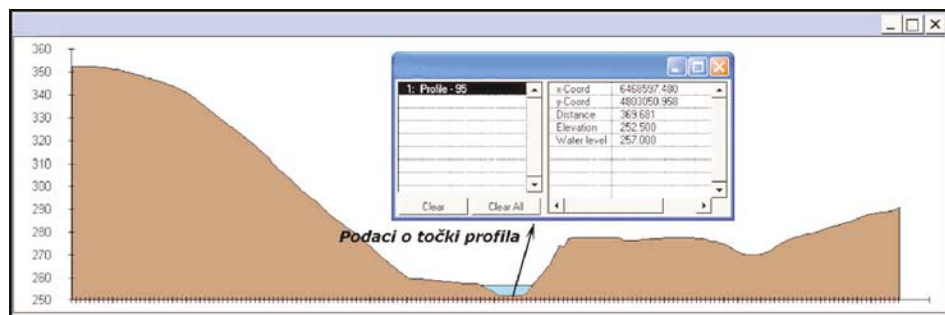 360
350
340
330
320
310
300
290
280
270
260
250
1: Profile - 95
x-Coord 6468597.480
y-Coord 4803050.958
Distance 369.681
Elevation 252.500
Water level 257.000
Clear
Clear All
Podaci o točki profila